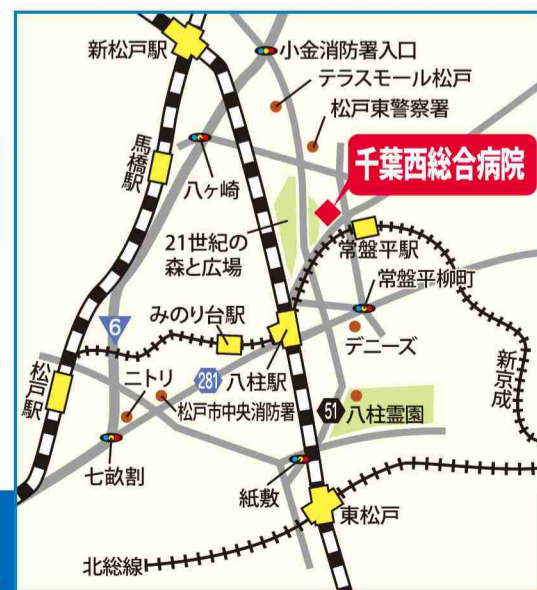 新松戸駅
小金消防署入口
テラスモール松戸
松戸東警察署
馬橋駅
八ヶ崎
千葉西総合病院
21世紀の
森と広場
常盤平駅
常盤平柳町
6
みのり台駅
デニーズ
新京成
松戸駅
ニトリ
281
八柱駅
松戸市中央消防署
51
八柱霊園
七畝割
紙敷
東松戸
北総線